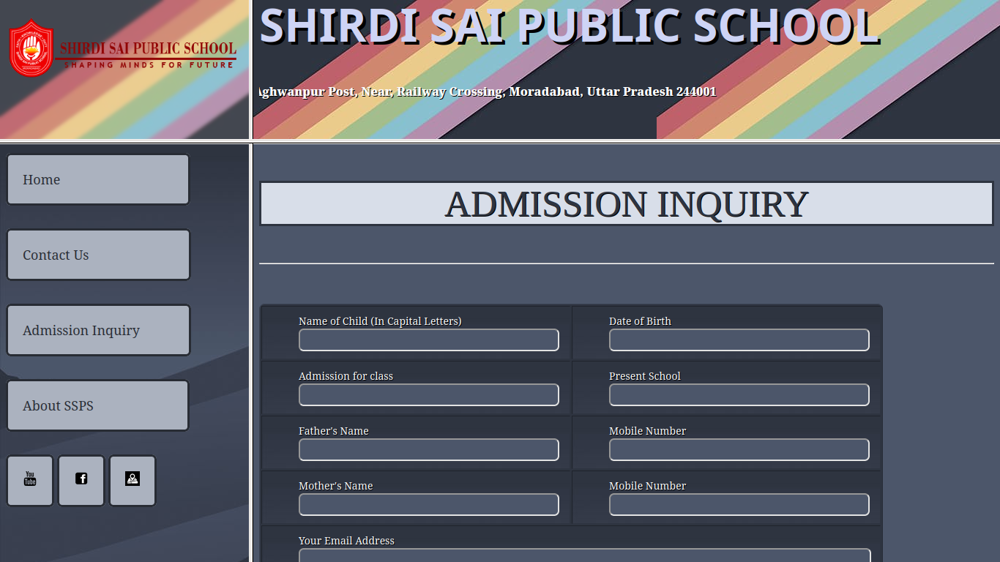 SHIRDI SAI PUBLIC SCHOOL
SHAPING MINDS FOR FUTURE
SHIRDI SAI PUBLIC SCHOOL
Aghwanpur Post, Near, Railway Crossing, Moradabad, Uttar Pradesh 244001
Home
Contact Us
Admission Inquiry
About SSPS
You
Tube
ADMISSION INQUIRY
Name of Child (In Capital Letters)
Date of Birth
Admission for class
Present School
Father's Name
Mobile Number
Mother's Name
Mobile Number
Your Email Address